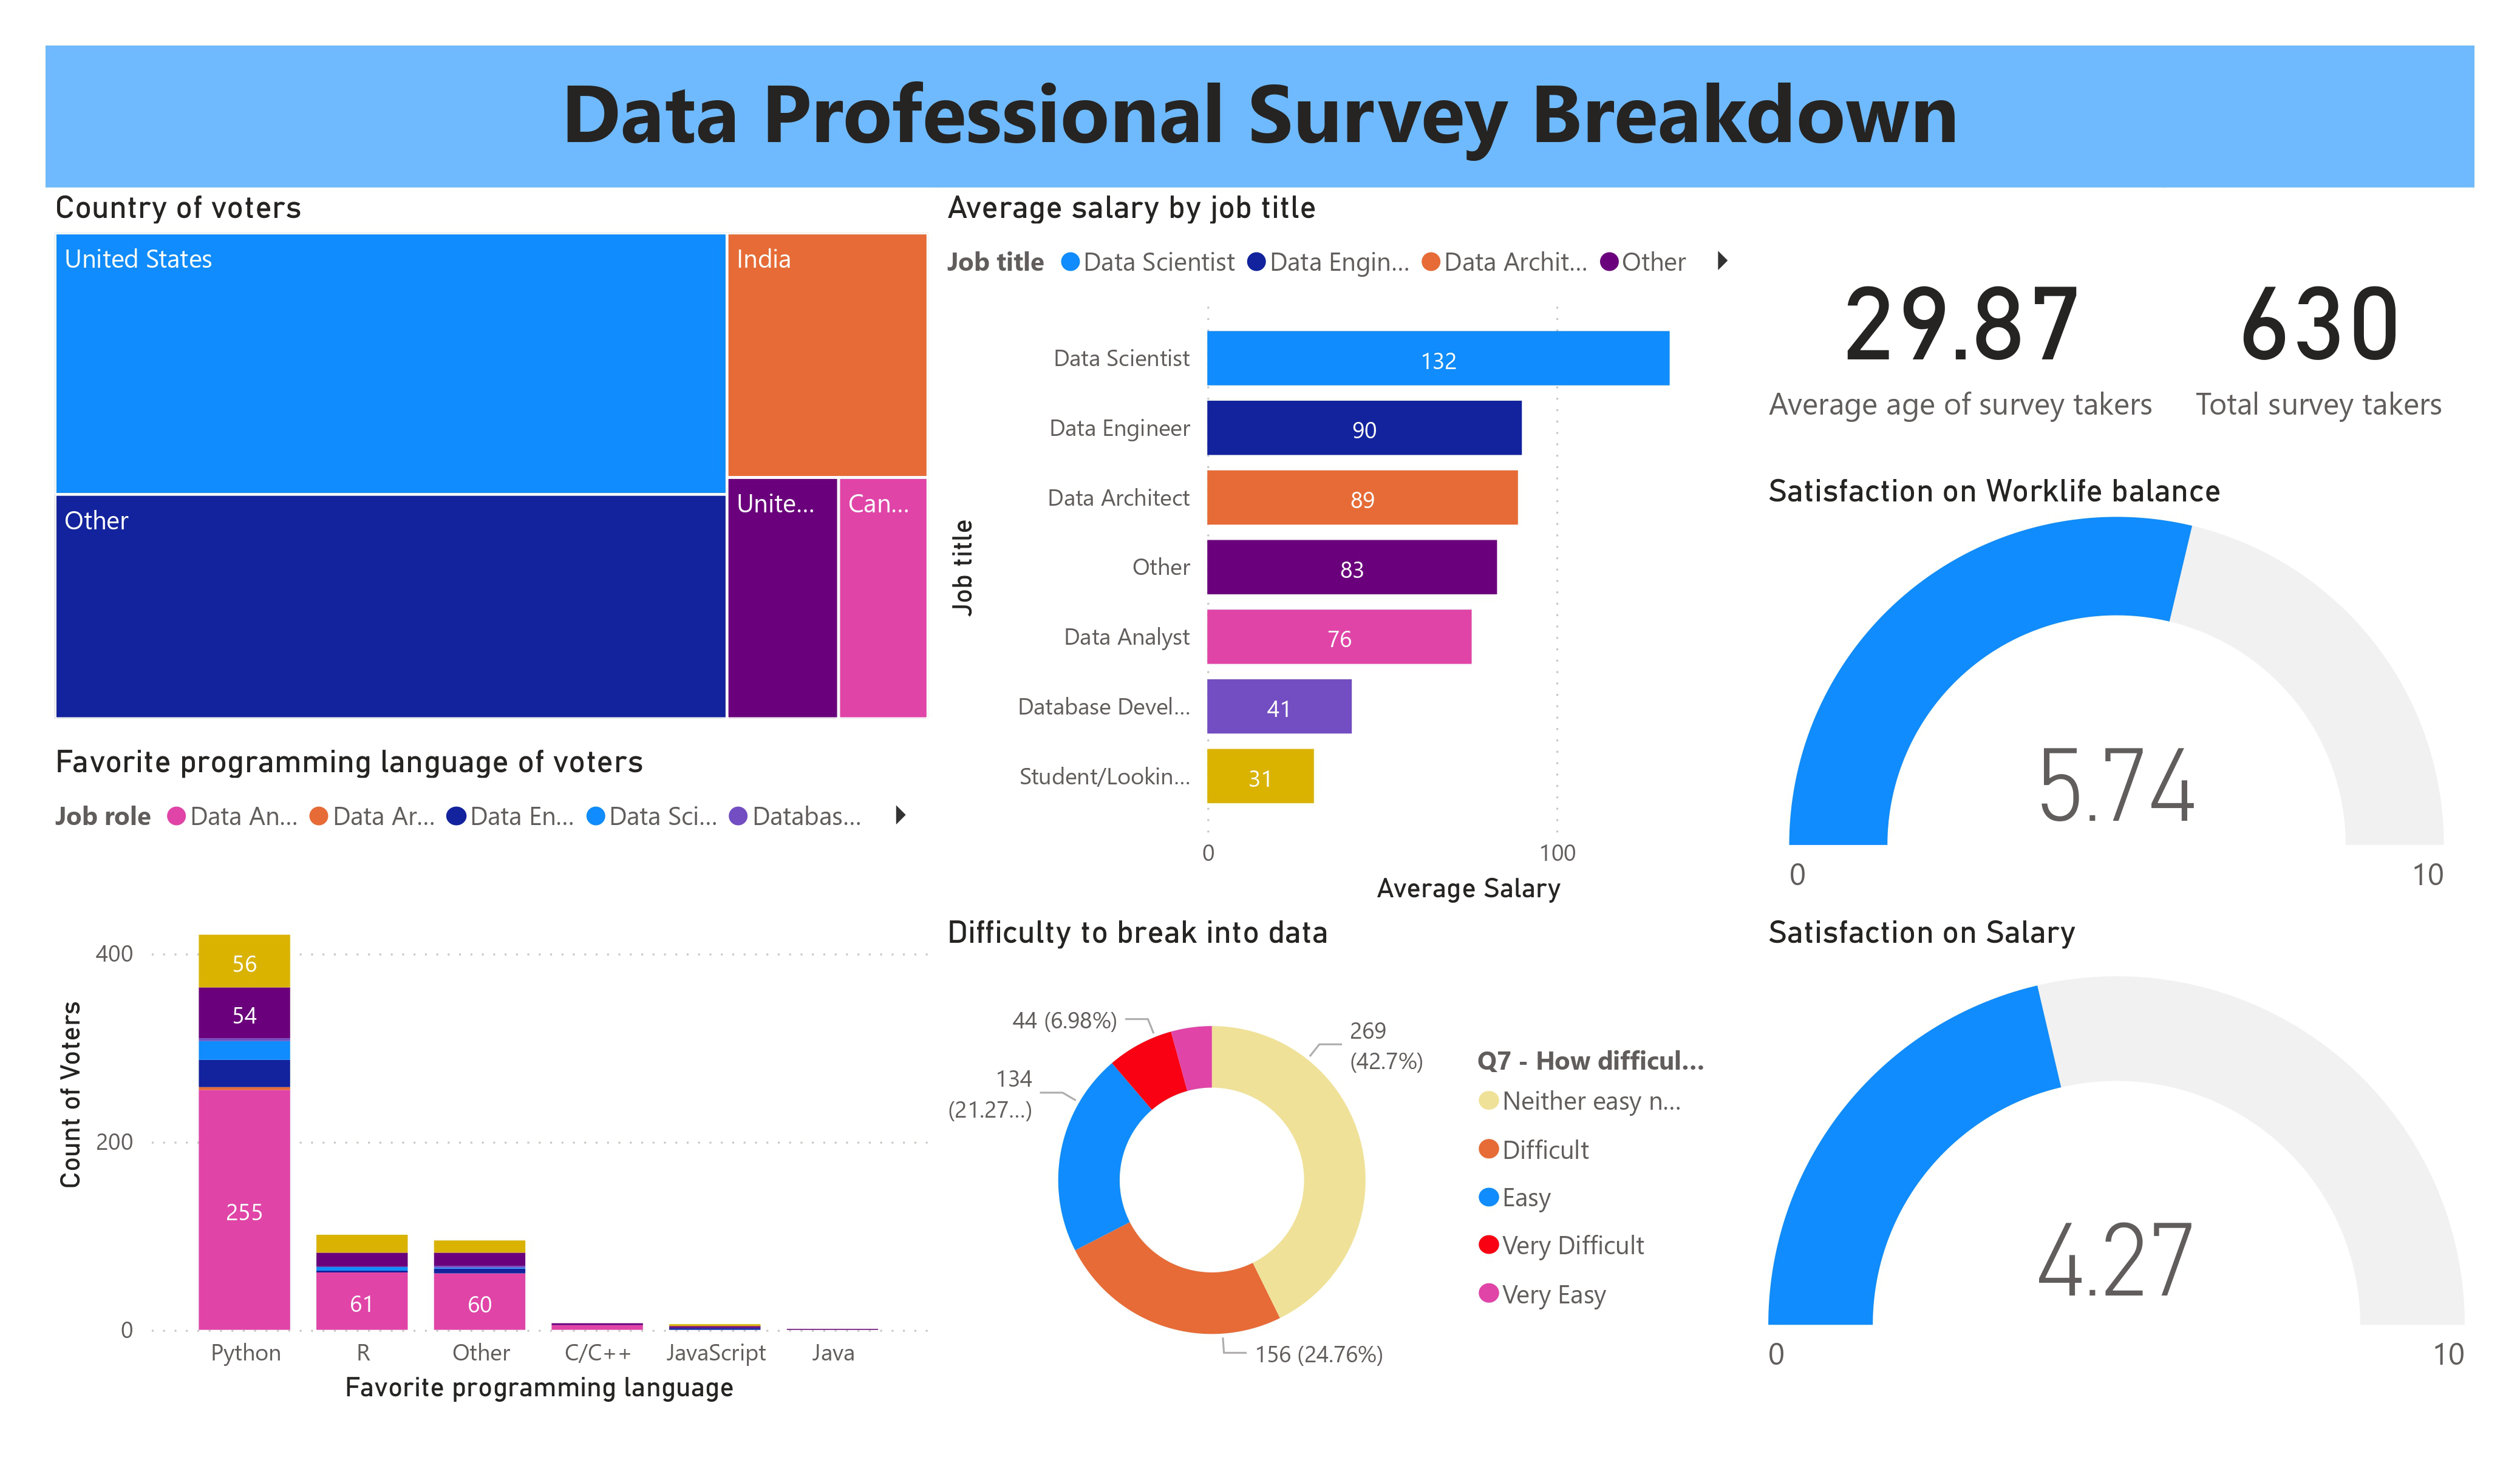 Data Professional Survey Breakdown
Country of voters
United States
India
Other
Unite...
Can...
Average salary by job title
Job title Data Scientist Data Engin... Data Archit... Other
Job title
Data Scientist 132
Data Engineer 90
Data Architect 89
Other 83
Data Analyst 76
Database Devel... 41
Student/Lookin... 31
0 100
Average Salary
29.87
Average age of survey takers
630
Total survey takers
Satisfaction on Worklife balance
5.74
0 10
Favorite programming language of voters
Job role Data An... Data Ar... Data En... Data Sci... Databas...
Count of Voters
400
200
0
56
54
255
61
60
Python R Other C/C++ JavaScript Java
Favorite programming language
Difficulty to break into data
44 (6.98%)
269
(42.7%)
134
(21.27...)
156 (24.76%)
Q7 - How difficul...
Neither easy n...
Difficult
Easy
Very Difficult
Very Easy
Satisfaction on Salary
4.27
0 10